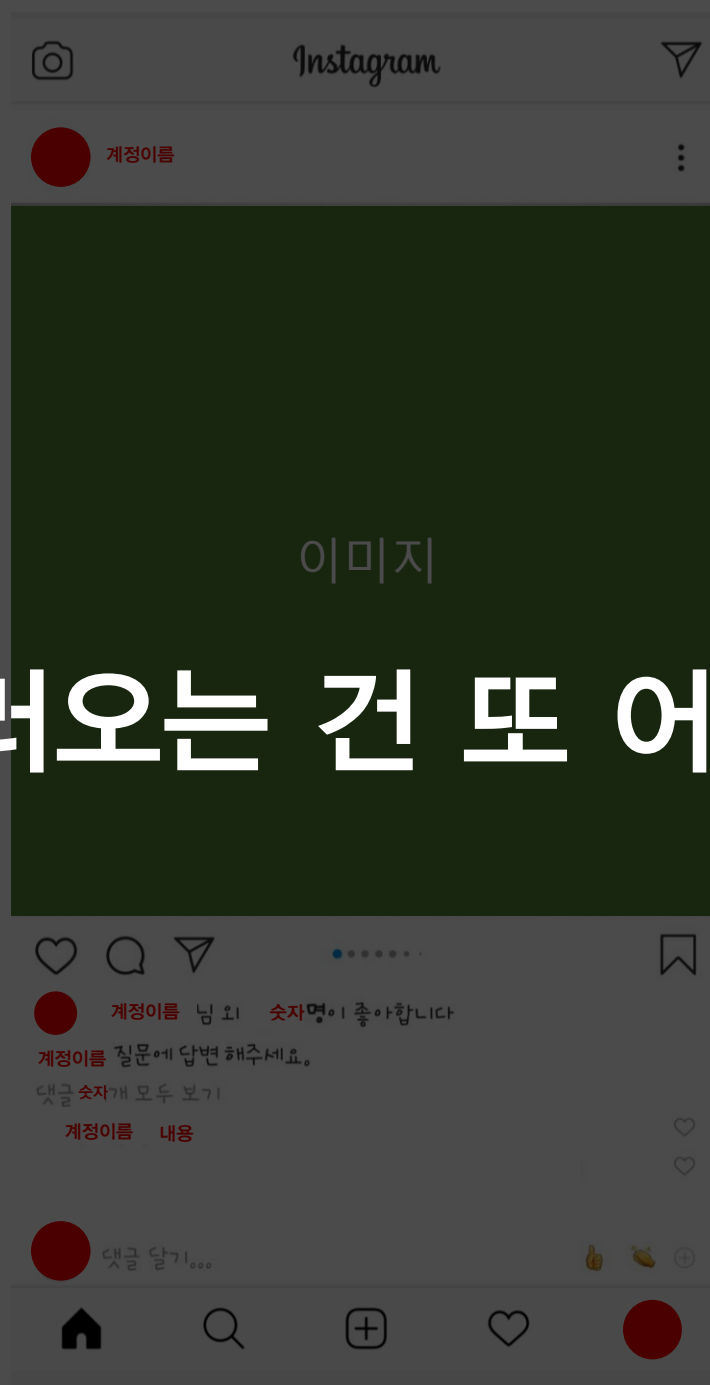 Instagram
계정이름
이미지
러오는 건 또 어
계정이름 님 외 숫자명이 좋아합니다
계정이름 질문에 답변해주세요.
댓글 숫자개 모두 보기
계정이름 내용
댓글 달기...